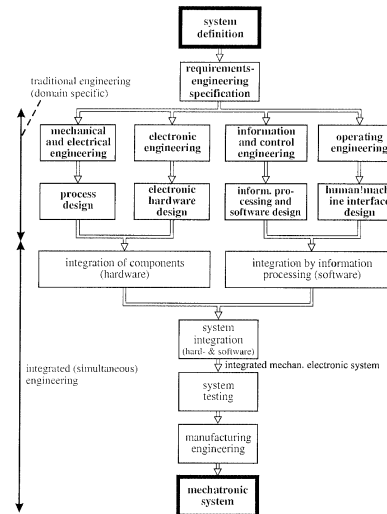 system
definition
requirements-
engineering
specification
traditional engineering
(domain specific)
mechanical
and electrical
engineering
electronic
engineering
information
and control
engineering
operating
engineering
process
design
electronic
hardware
design
inform. pro-
cessing and
software design
human!mach
ine interface
design
integration of components
(hardware)
integration by information
processing (software)
system
integration
(hard- & software)
integrated mechan. electronic system
integrated (simultaneous)
engineering
system
testing
manufacturing
engineering
mechatronic
system